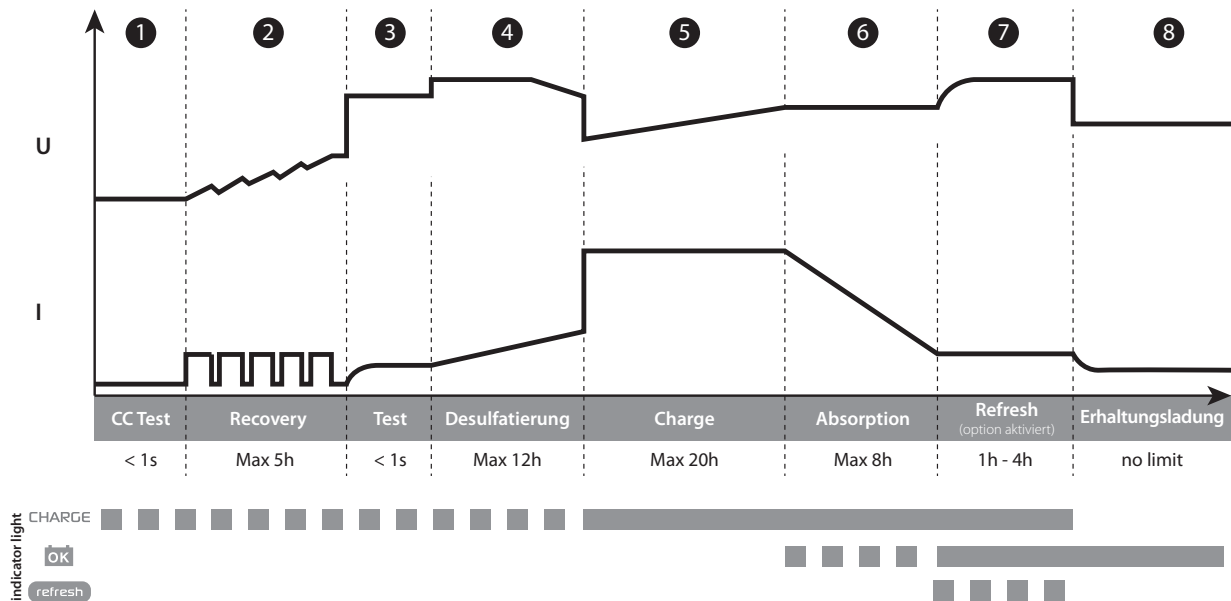 1 2 3 4 5 6 7 8
U
I
CC Test Recovery Test Desulfatierung Charge Absorption Refresh Erhaltungsladung
(option aktiviert)
< 1s Max 5h < 1s Max 12h Max 20h Max 8h 1h - 4h no limit
indicator light
CHARGE
OK
refresh